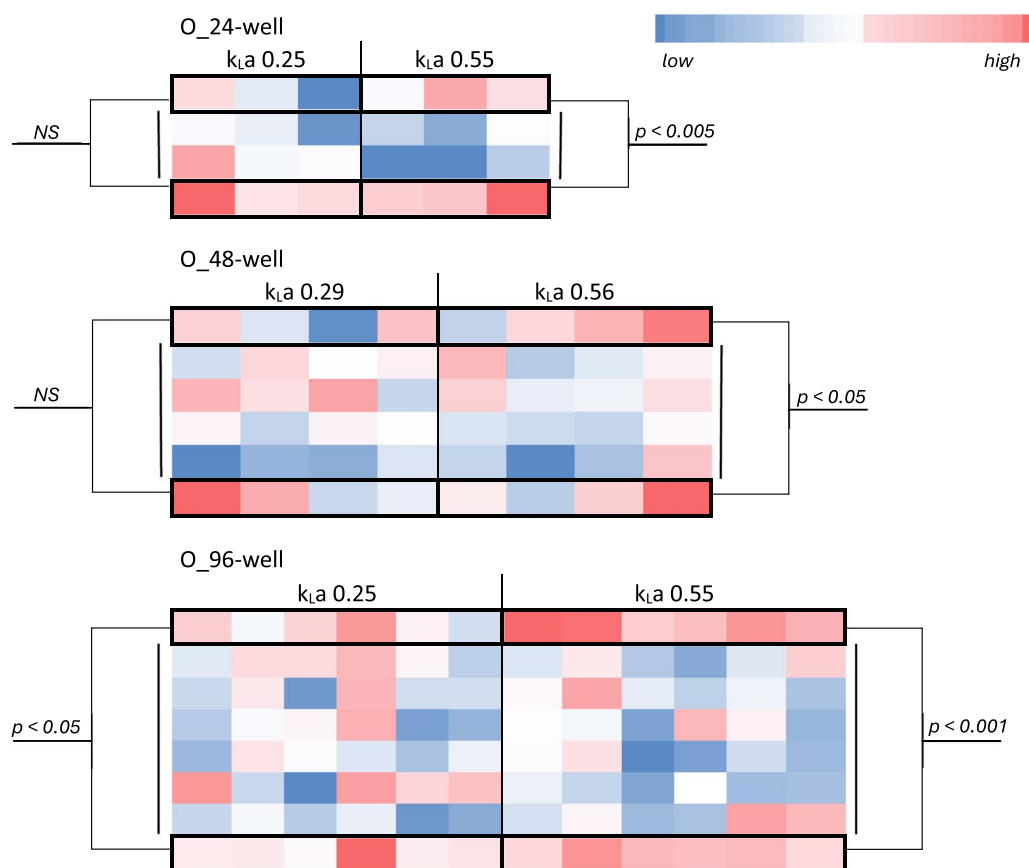 O_24-well
kLa 0.25 kLa 0.55
low high
NS p < 0.005
O_48-well
kLa 0.29 kLa 0.56
NS p < 0.05
O_96-well
kLa 0.25 kLa 0.55
p < 0.05 p < 0.001